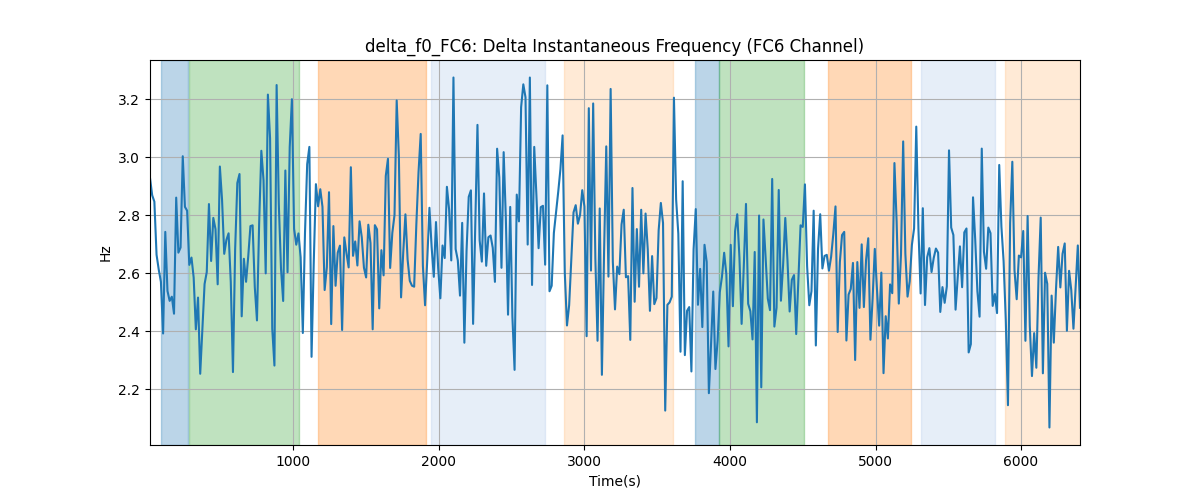 delta_f0_FC6: Delta Instantaneous Frequency (FC6 Channel)
3.2
3.0
2.8
2.6
2.4
2.2
Hz
1000 2000 3000 4000 5000 6000
Time(s)